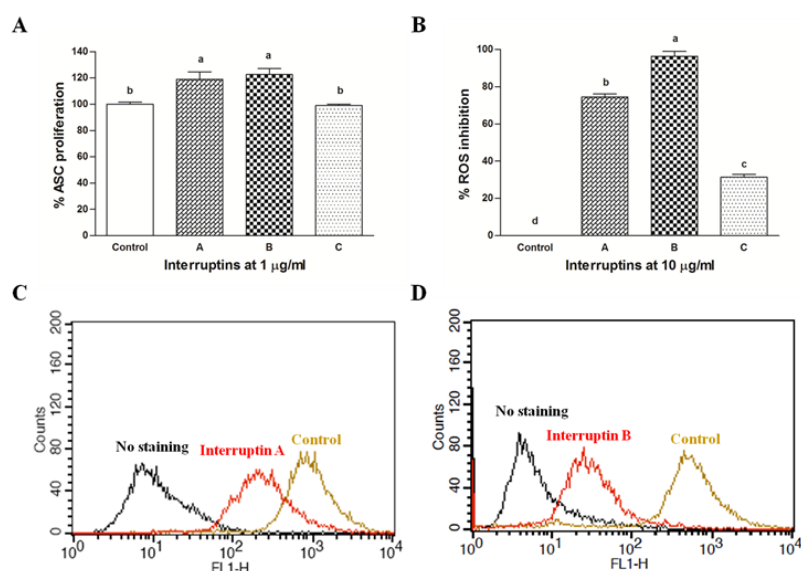 A
140
120
100
80
60
40
20
0
% ASC proliferation
b
a
a
b
Control
A
B
C
Interruptins at 1 μg/ml
B
100
80
60
40
20
0
% ROS inhibition
d
b
a
c
Control
A
B
C
Interruptins at 10 μg/ml
C
200
160
120
80
40
0
Counts
No staining
Interruptin A
Control
10⁰
10¹
10²
10³
10⁴
FL1-H
D
200
160
120
80
40
0
Counts
No staining
Interruptin B
Control
10⁰
10¹
10²
10³
10⁴
FL1-H